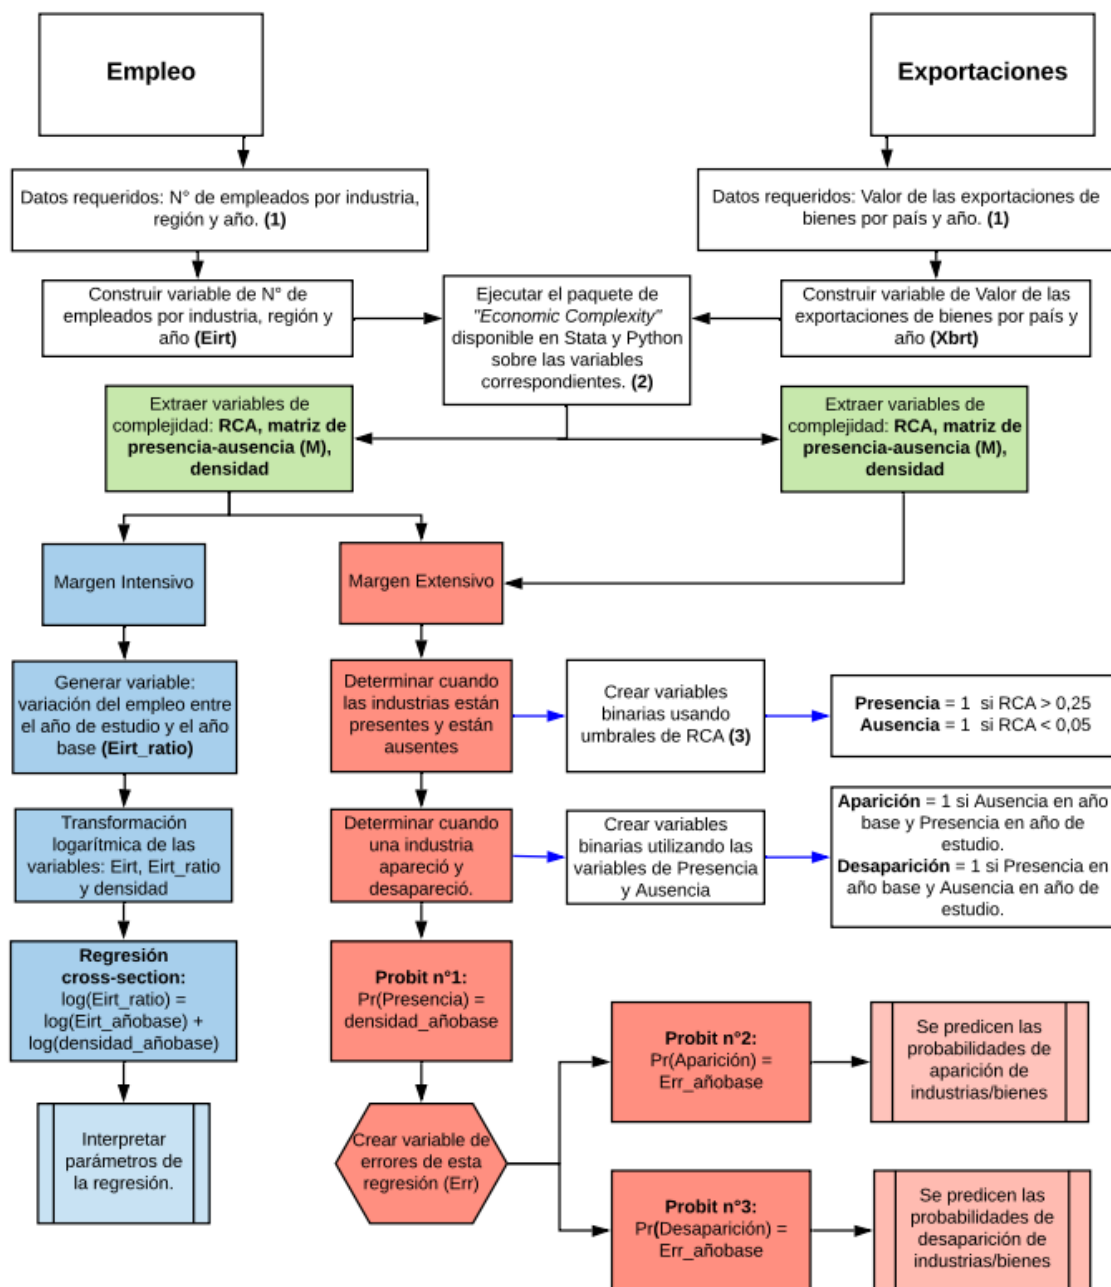 Empleo
Exportaciones
Datos requeridos: N° de empleados por industria,
región y año. (1)
Datos requeridos: Valor de las exportaciones de
bienes por país y año. (1)
Construir variable de N° de
empleados por industria, región y
año (Eirt)
Ejecutar el paquete de
"Economic Complexity"
disponible en Stata y Python
sobre las variables
correspondientes. (2)
Construir variable de Valor de las
exportaciones de bienes por país y
año (Xbrt)
Extraer variables de
complejidad: RCA, matriz de
presencia-ausencia (M),
densidad
Extraer variables de
complejidad: RCA, matriz de
presencia-ausencia (M),
densidad
Margen Intensivo
Margen Extensivo
Generar variable:
variación del empleo entre
el año de estudio y el año
base (Eirt_ratio)
Determinar cuando
las industrias están
presentes y están
ausentes
Crear variables
binarias usando
umbrales de RCA (3)
Presencia = 1 si RCA > 0,25
Ausencia = 1 si RCA < 0,05
Transformación
logarítmica de las
variables: Eirt, Eirt_ratio
y densidad
Determinar cuando
una industria
apareció y
desapareció.
Crear variables
binarias utilizando las
variables de Presencia
y Ausencia
Aparición = 1 si Ausencia en año
base y Presencia en año de
estudio.
Desaparición = 1 si Presencia en
año base y Ausencia en año de
estudio.
Regresión
cross-section:
log(Eirt_ratio) =
log(Eirt_añobase) +
log(densidad_añobase)
Probit n°1:
Pr(Presencia) =
densidad_añobase
Probit n°2:
Pr(Aparición) =
Err_añobase
Se predicen las
probabilidades de
aparición de
industrias/bienes
Interpretar
parámetros de
la regresión.
Crear variable de
errores de esta
regresión (Err)
Probit n°3:
Pr(Desaparición) =
Err_añobase
Se predicen las
probabilidades de
desaparición de
industrias/bienes